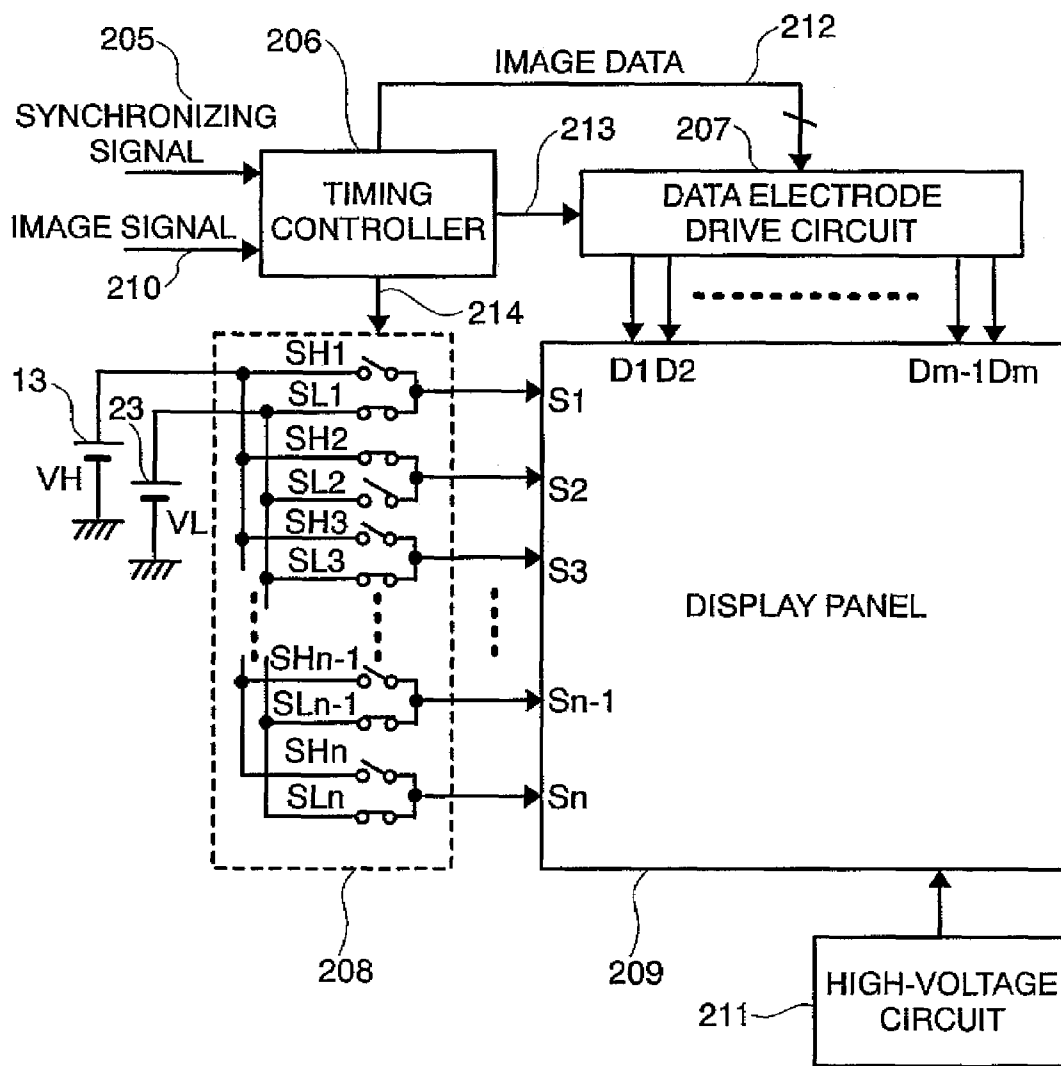 205
206
212
IMAGE DATA
SYNCHRONIZING
SIGNAL
213
207
TIMING
CONTROLLER
DATA ELECTRODE
DRIVE CIRCUIT
IMAGE SIGNAL
210
214
SH1
D1 D2
Dm-1 Dm
13
S1
SL1
23
SH2
VH
S2
SL2
VL
SH3
S3
SL3
DISPLAY PANEL
SHn-1
Sn-1
SLn-1
SHn
Sn
SLn
208
209
211
HIGH-VOLTAGE
CIRCUIT